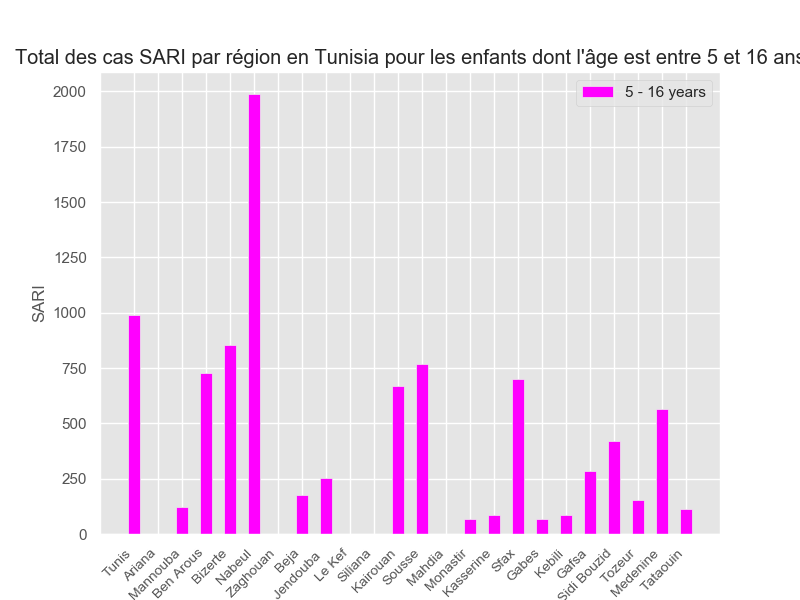 Total des cas SARI par région en Tunisia pour les enfants dont l'âge est entre 5 et 16 ans
5 - 16 years
2000
1750
1500
1250
1000
750
500
250
0
SARI
Tunis
Ariana
Mannouba
Ben Arous
Bizerte
Nabeul
Zaghouan
Beja
Jendouba
Le Kef
Siliana
Kairouan
Sousse
Mahdia
Monastir
Kasserine
Sfax
Gabes
Kebili
Gafsa
Sidi Bouzid
Tozeur
Medenine
Tataouin